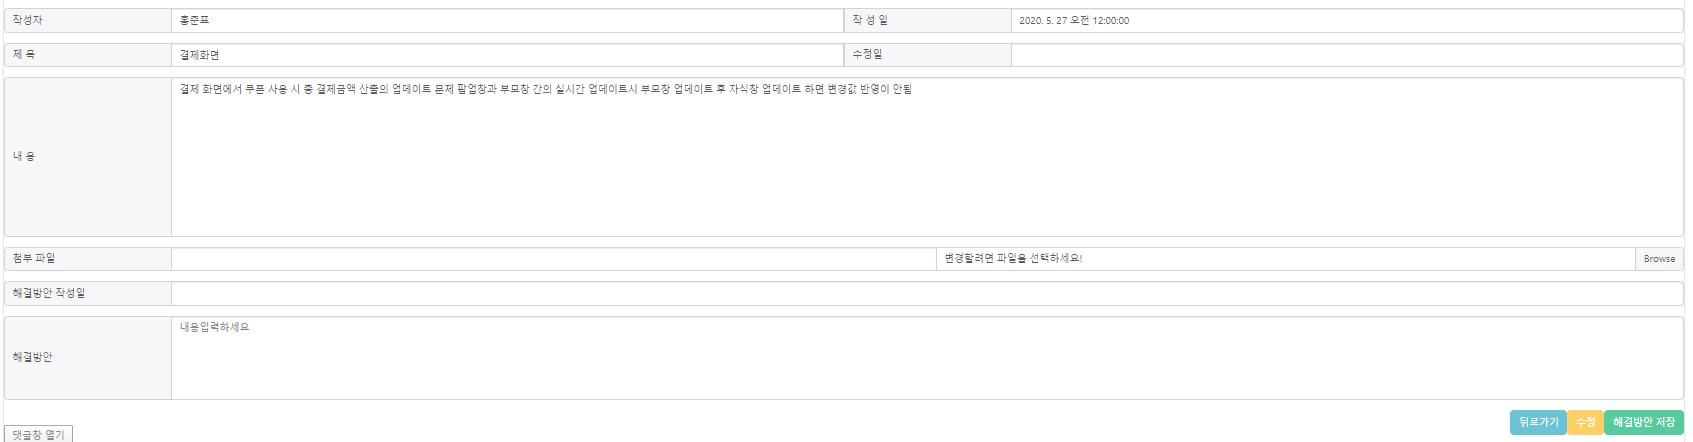 작성자 홍준표 작 성 일 2020. 5. 27 오전 12:00:00
제 목 결제화면 수정일
내 용 결제 화면에서 쿠폰 사용 시 총 결제금액 산출의 업데이트 문제 팝업창과 부모창 간의 실시간 업데이트시 부모창 업데이트 후 자식창 업데이트 하면 변경값 반영이 안됨
첨부 파일 변경할려면 파일을 선택하세요! Browse
해결방안 작성일
해결방안 내용입력하세요
뒤로가기 수정 해결방안 저장
댓글창 열기